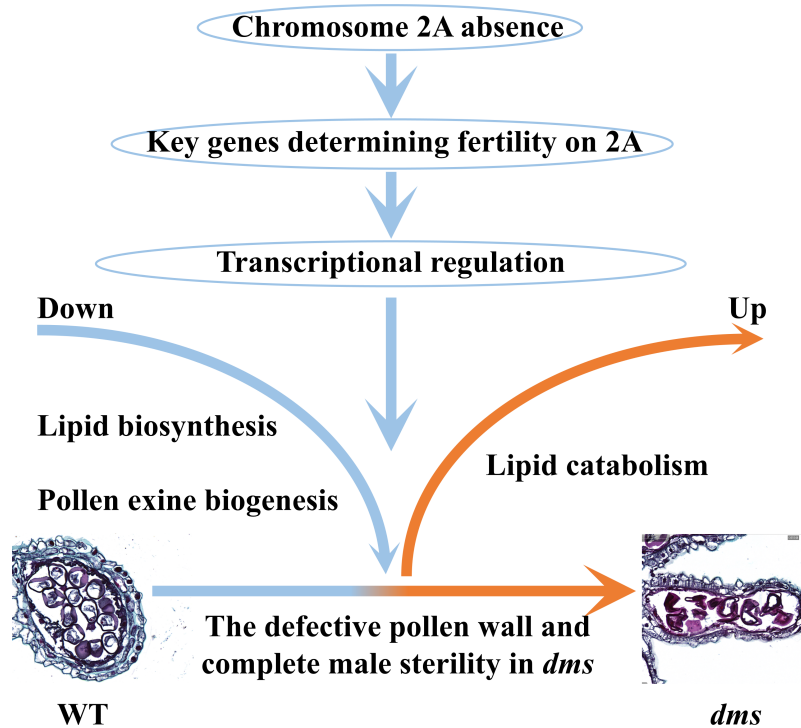 Chromosome 2A absence
Key genes determining fertility on 2A
Transcriptional regulation
Down
Up
Lipid biosynthesis
Lipid catabolism
Pollen exine biogenesis
The defective pollen wall and
complete male sterility in dms
WT
dms